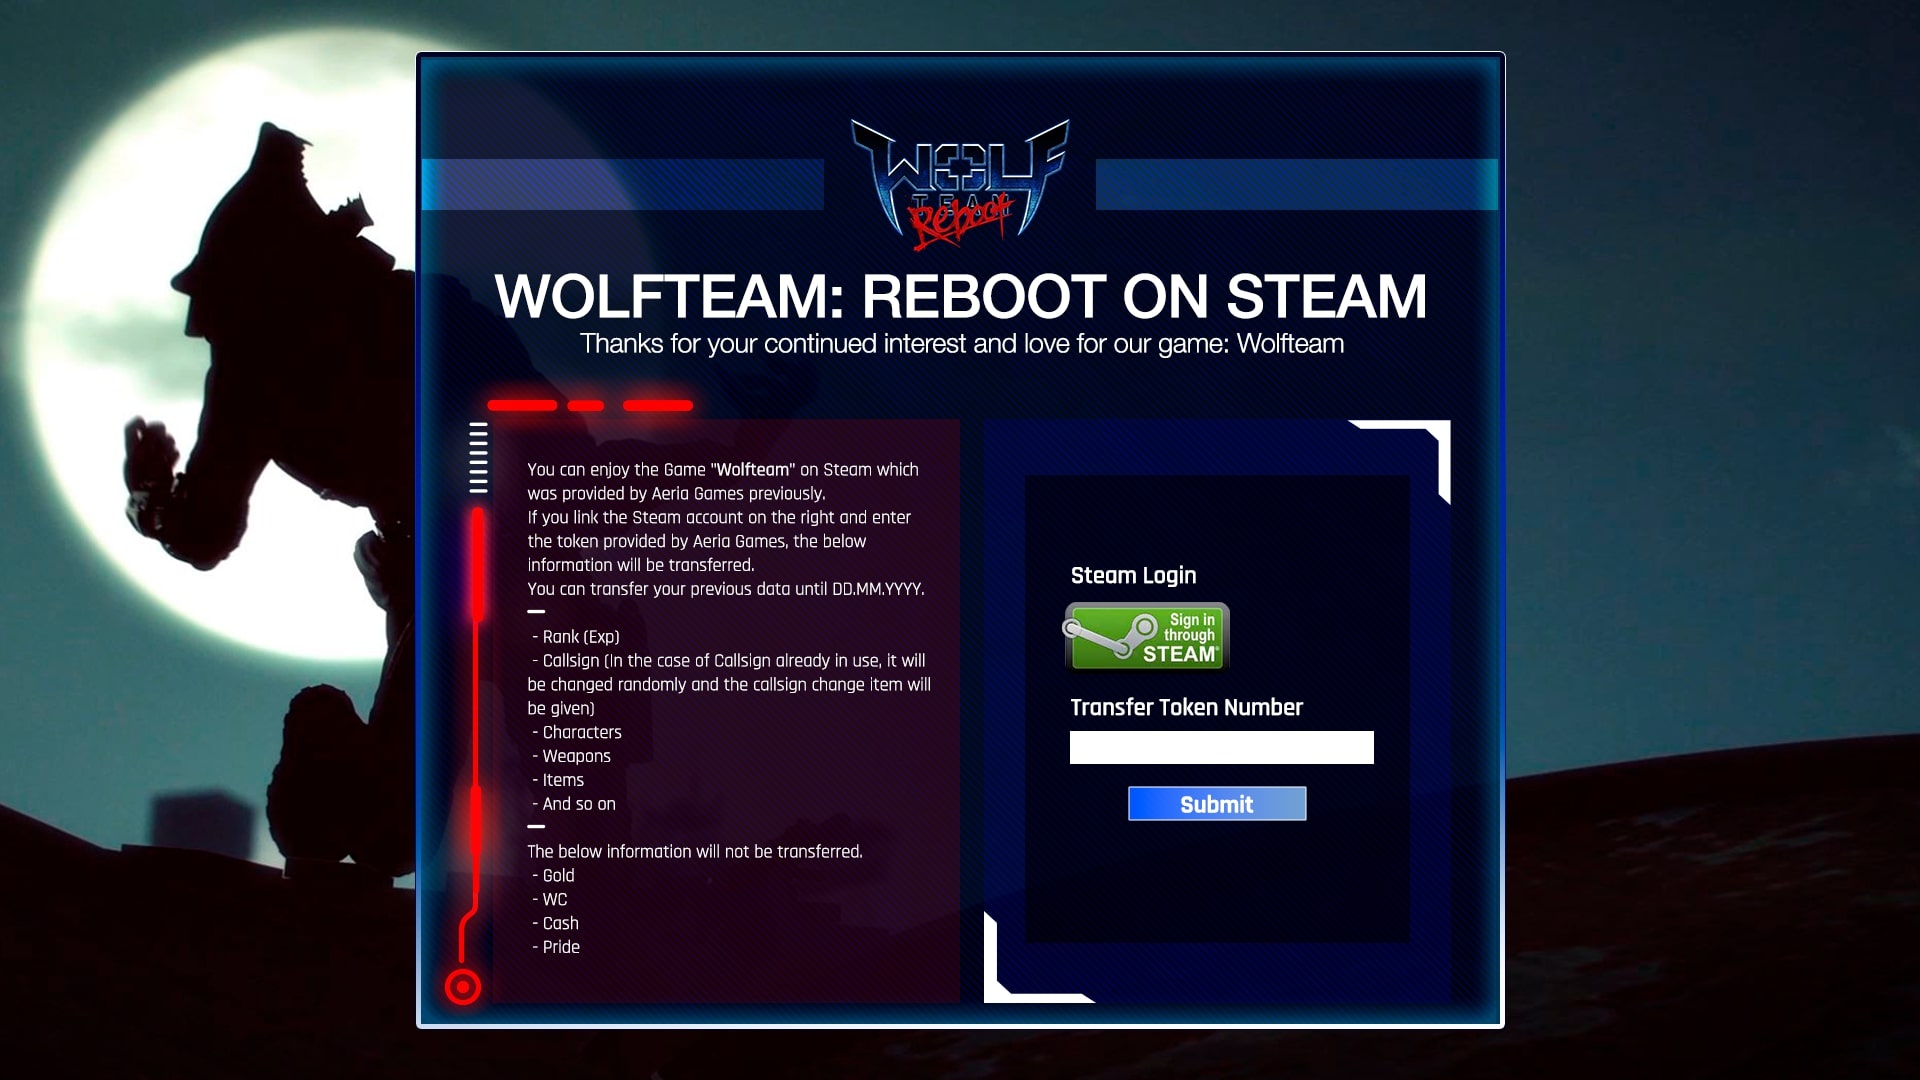 WOLF
TEAM
Reboot
WOLFTEAM: REBOOT ON STEAM
Thanks for your continued interest and love for our game: Wolfteam
You can enjoy the Game "Wolfteam" on Steam which
was provided by Aeria Games previously.
If you link the Steam account on the right and enter
the token provided by Aeria Games, the below
information will be transferred.
You can transfer your previous data until DD.MM.YYYY.
- Rank (Exp)
- Callsign (In the case of Callsign already in use, it will
be changed randomly and the callsign change item will
be given)
- Characters
- Weapons
- Items
- And so on
The below information will not be transferred.
- Gold
- WC
- Cash
- Pride
Steam Login
Sign in
through
STEAM®
Transfer Token Number
Submit